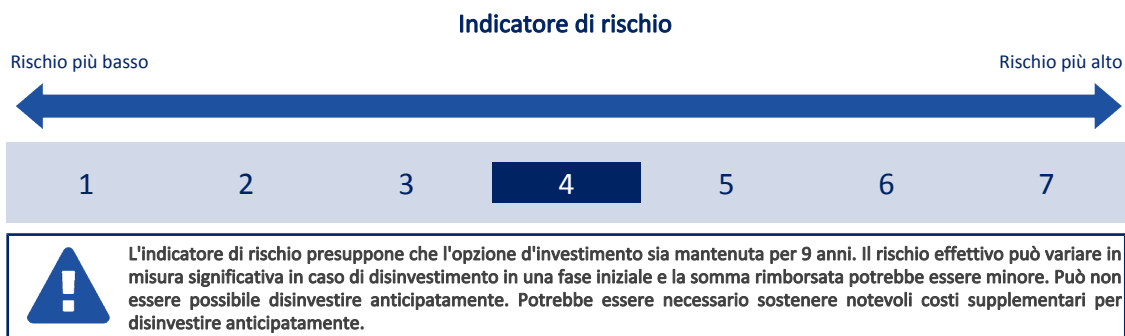 Indicatore di rischio
Rischio più basso
Rischio più alto
1 2 3 4 5 6 7
L'indicatore di rischio presuppone che l'opzione d'investimento sia mantenuta per 9 anni. Il rischio effettivo può variare in
misura significativa in caso di disinvestimento in una fase iniziale e la somma rimborsata potrebbe essere minore. Può non
essere possibile disinvestire anticipatamente. Potrebbe essere necessario sostenere notevoli costi supplementari per
disinvestire anticipatamente.